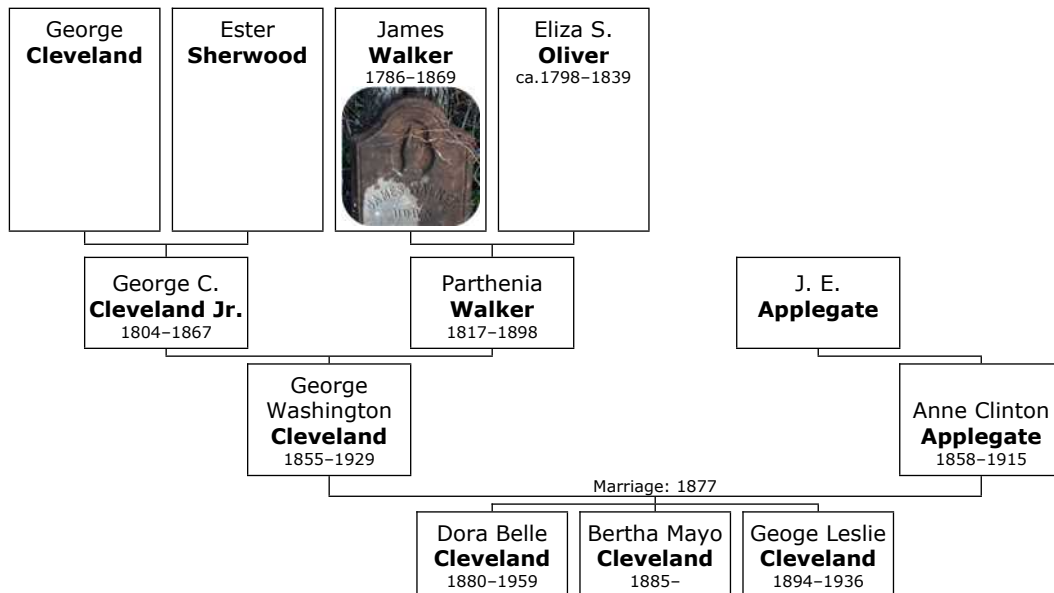 George
Cleveland
Ester
Sherwood
James
Walker
1786–1869
JAMES WALKER
Eliza S.
Oliver
ca.1798–1839
George C.
Cleveland Jr.
1804–1867
Parthenia
Walker
1817–1898
J. E.
Applegate
George
Washington
Cleveland
1855–1929
Anne Clinton
Applegate
1858–1915
Marriage: 1877
Dora Belle
Cleveland
1880–1959
Bertha Mayo
Cleveland
1885–
Geoge Leslie
Cleveland
1894–1936